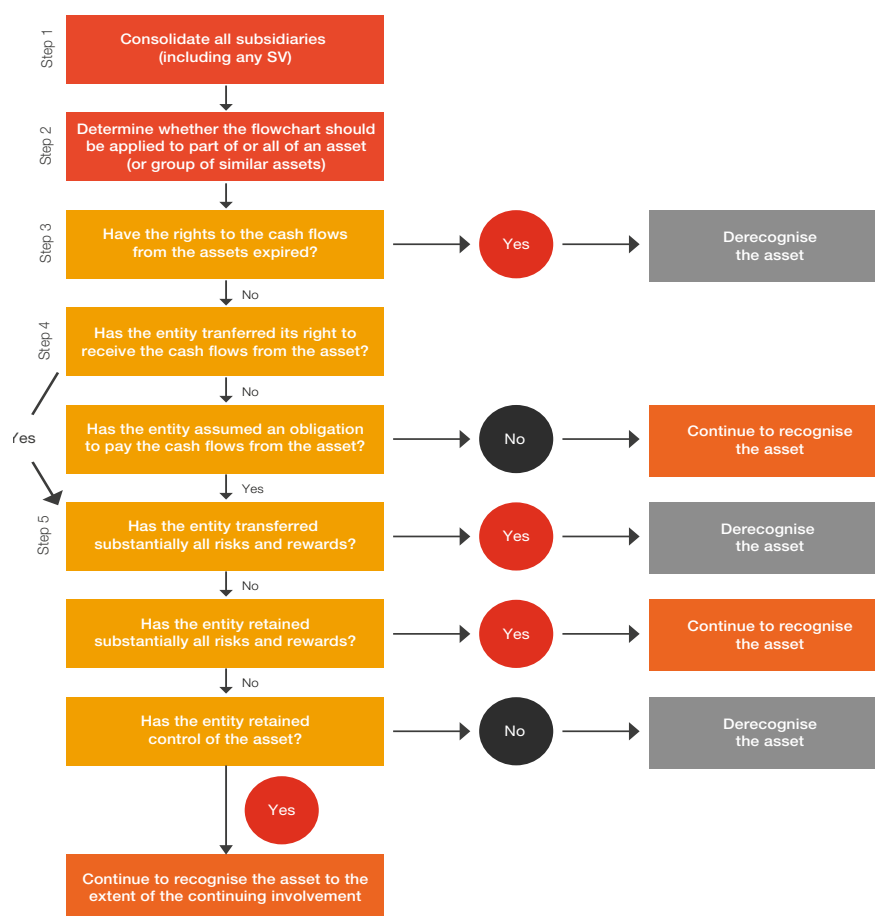 Step 1
Consolidate all subsidiaries
(including any SV)
Step 2
Determine whether the flowchart should
be applied to part of or all of an asset
(or group of similar assets)
Step 3
Have the rights to the cash flows
from the assets expired?
Yes
Derecognise
the asset
No
Step 4
Has the entity tranferred its right to
receive the cash flows from the asset?
No
Yes
Has the entity assumed an obligation
to pay the cash flows from the asset?
No
Continue to recognise
the asset
Yes
Step 5
Has the entity transferred
substantially all risks and rewards?
Yes
Derecognise
the asset
No
Has the entity retained
substantially all risks and rewards?
Yes
Continue to recognise
the asset
No
Has the entity retained
control of the asset?
No
Derecognise
the asset
Yes
Continue to recognise the asset to the
extent of the continuing involvement